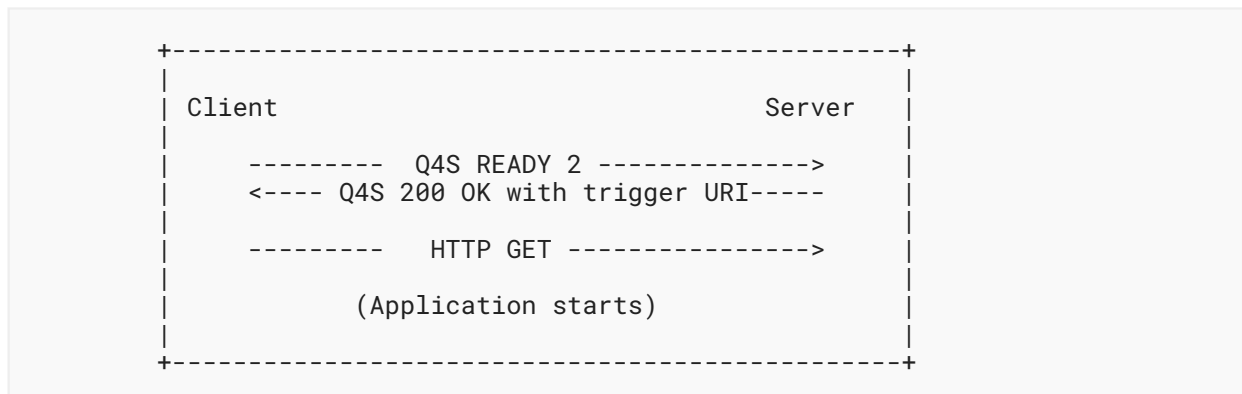 +------------------------------------------------+
| Client Server |
| --------- Q4S READY 2 --------------> |
| <---- Q4S 200 OK with trigger URI----- |
| --------- HTTP GET ----------------> |
| (Application starts) |
+------------------------------------------------+